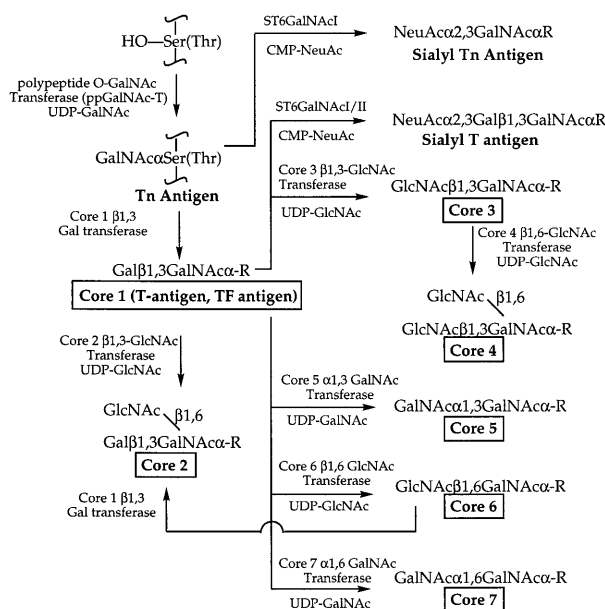 HO—Ser(Thr)
polypeptide O-GalNAc
Transferase (ppGalNAc-T)
UDP-GalNAc
GalNAcαSer(Thr)
Tn Antigen
ST6GalNAcI
CMP-NeuAc
NeuAcα2,3GalNAcαR
Sialyl Tn Antigen
ST6GalNAcI/II
CMP-NeuAc
NeuAcα2,3Galβ1,3GalNAcαR
Sialyl T antigen
Core 3 β1,3-GlcNAc
Transferase
UDP-GlcNAc
GlcNAcβ1,3GalNAcα-R
Core 3
Core 4 β1,6-GlcNAc
Transferase
UDP-GlcNAc
GlcNAc
β1,6
GlcNAcβ1,3GalNAcα-R
Core 4
Core 1 β1,3
Gal transferase
Galβ1,3GalNAcα-R
Core 1 (T-antigen, TF antigen)
Core 2 β1,3-GlcNAc
Transferase
UDP-GlcNAc
GlcNAc
β1,6
Galβ1,3GalNAcα-R
Core 2
Core 1 β1,3
Gal transferase
Core 5 α1,3 GalNAc
Transferase
UDP-GalNAc
GalNAcα1,3GalNAcα-R
Core 5
Core 6 β1,6 GlcNAc
Transferase
UDP-GlcNAc
GlcNAcβ1,6GalNAcα-R
Core 6
Core 7 α1,6 GalNAc
Transferase
UDP-GalNAc
GalNAcα1,6GalNAcα-R
Core 7